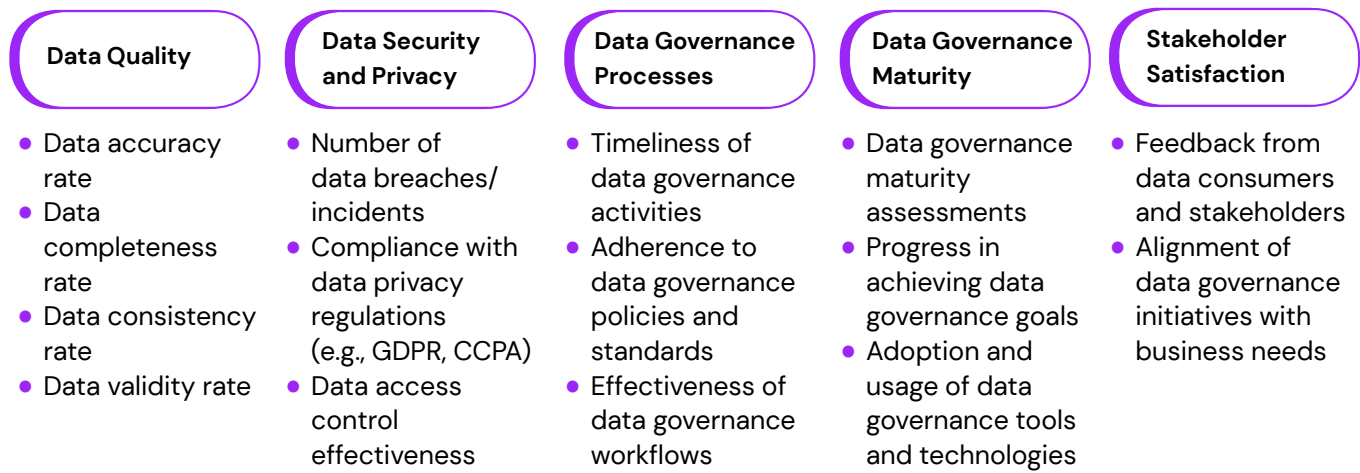 Data Quality
Data accuracy
rate
Data
completeness
rate
Data consistency
rate
Data validity rate
Data Security
and Privacy
Number of
data breaches/
incidents
Compliance with
data privacy
regulations
(e.g., GDPR, CCPA)
Data access
control
effectiveness
Data Governance
Processes
Timeliness of
data governance
activities
Adherence to
data governance
policies and
standards
Effectiveness of
data governance
workflows
Data Governance
Maturity
Data governance
maturity
assessments
Progress in
achieving data
governance goals
Adoption and
usage of data
governance tools
and technologies
Stakeholder
Satisfaction
Feedback from
data consumers
and stakeholders
Alignment of
data governance
initiatives with
business needs